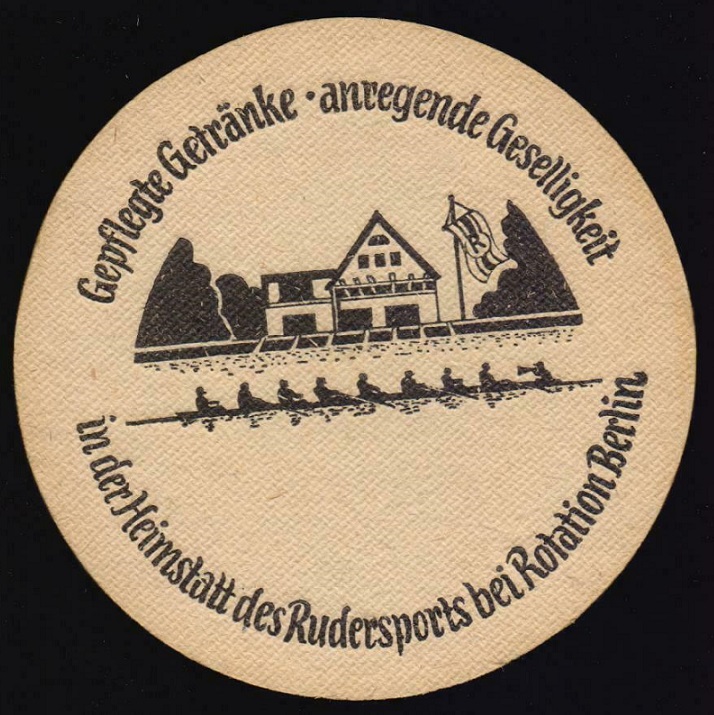 Gepflegte Getränke · anregende Geselligkeit
R
in der Heimstatt des Rudersports bei Rotation Berlin